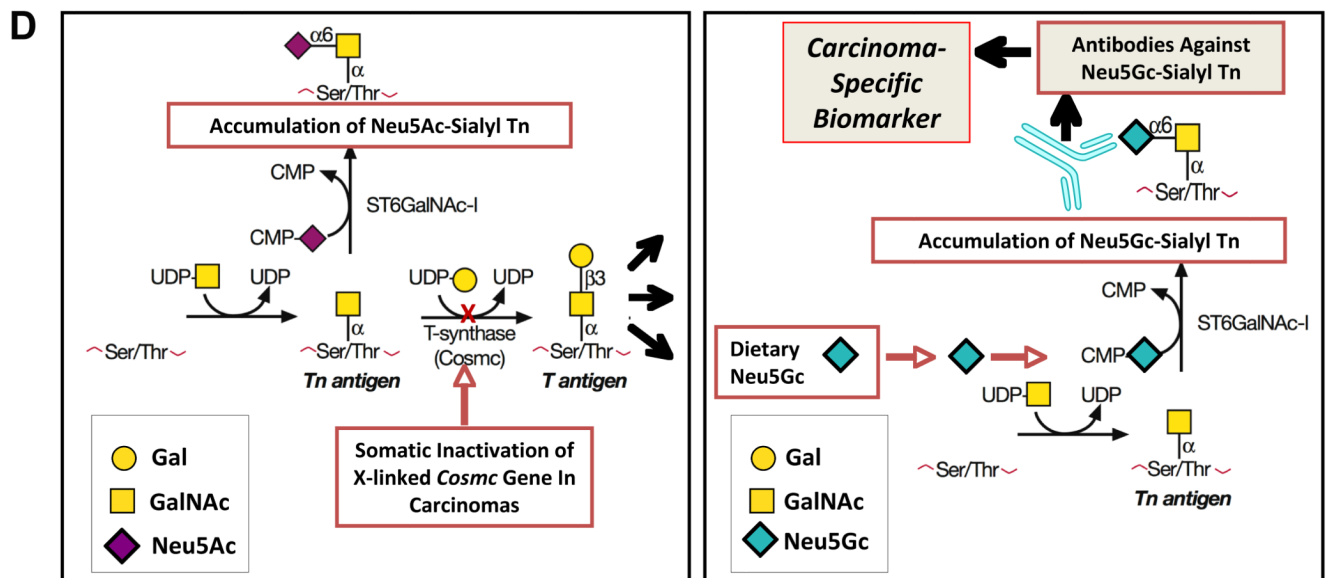 D
α6
α
Ser/Thr
Accumulation of Neu5Ac-Sialyl Tn
CMP
ST6GalNAc-I
CMP
UDP
UDP
UDP
UDP
β3
α
α
X
T-synthase
(Cosmc)
Ser/Thr
Ser/Thr
Ser/Thr
Tn antigen
T antigen
Somatic Inactivation of
X-linked Cosmc Gene In
Carcinomas
Gal
GalNAc
Neu5Ac
Carcinoma-
Specific
Biomarker
Antibodies Against
Neu5Gc-Sialyl Tn
α6
α
Ser/Thr
Accumulation of Neu5Gc-Sialyl Tn
CMP
ST6GalNAc-I
CMP
Dietary
Neu5Gc
UDP
UDP
α
Ser/Thr
Ser/Thr
Tn antigen
Gal
GalNAc
Neu5Gc